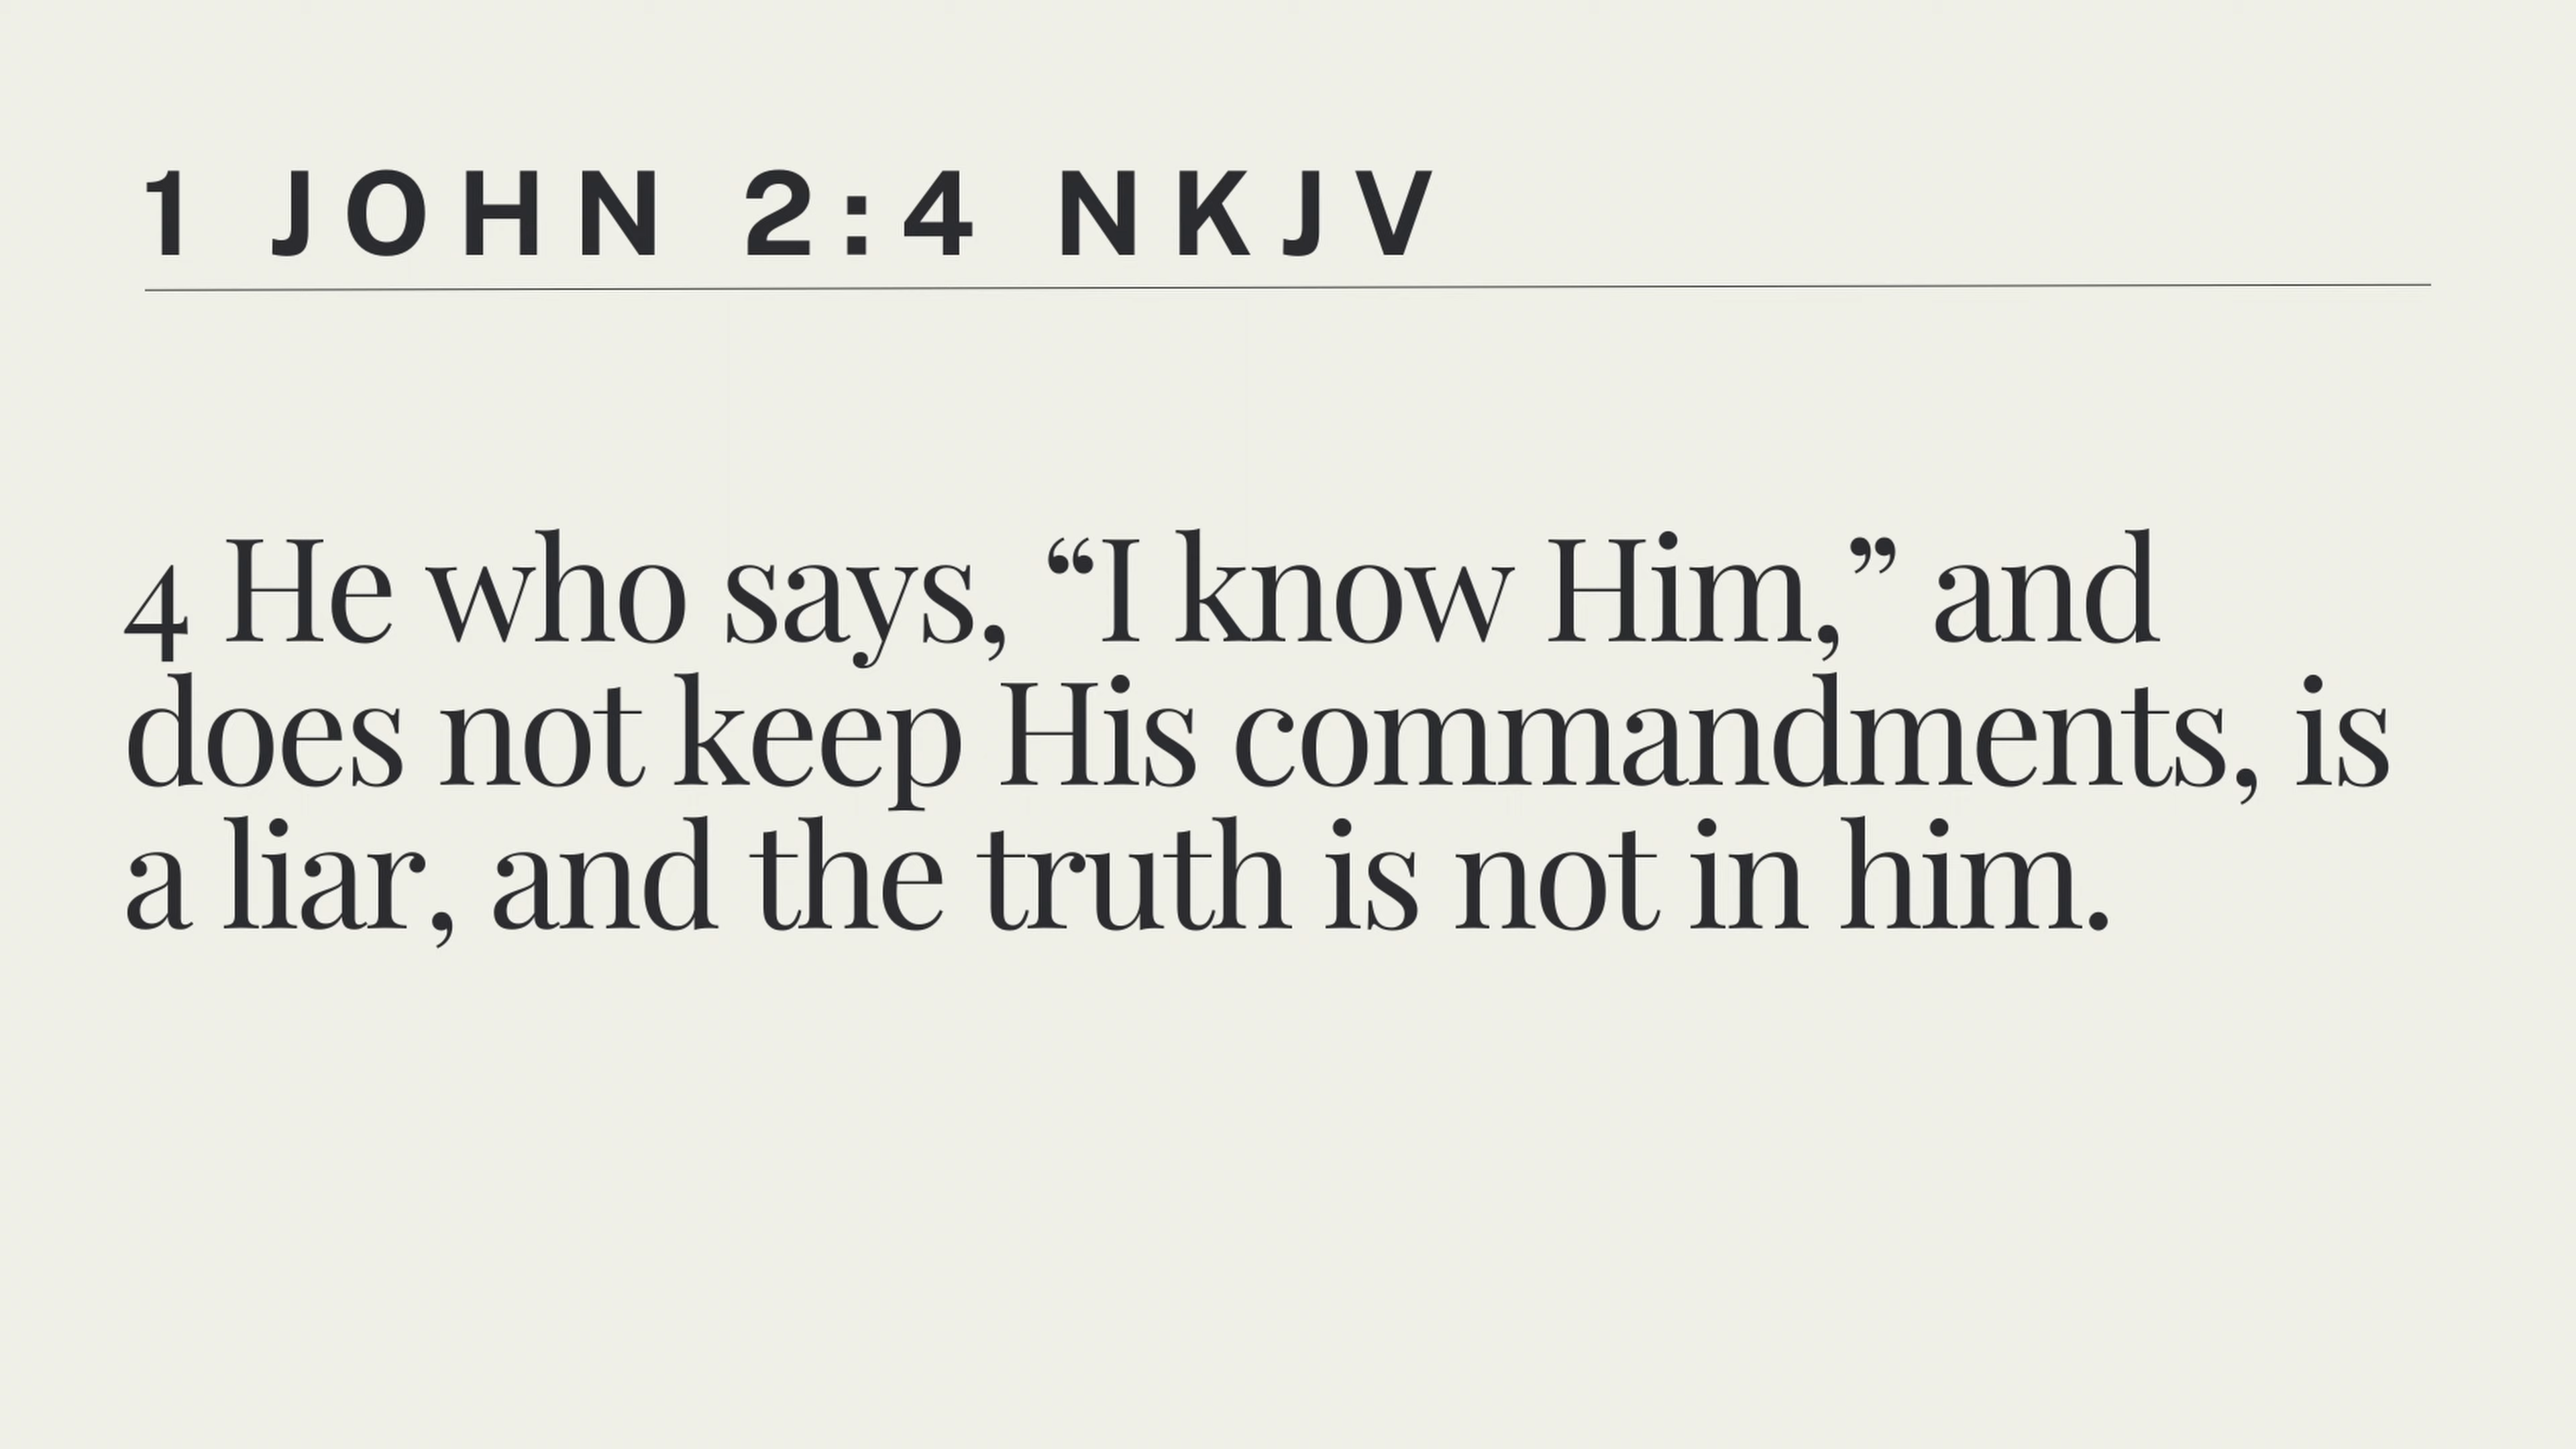 1 JOHN 2:4 NKJV
4 He who says, “I know Him,” and
does not keep His commandments, is
a liar, and the truth is not in him.